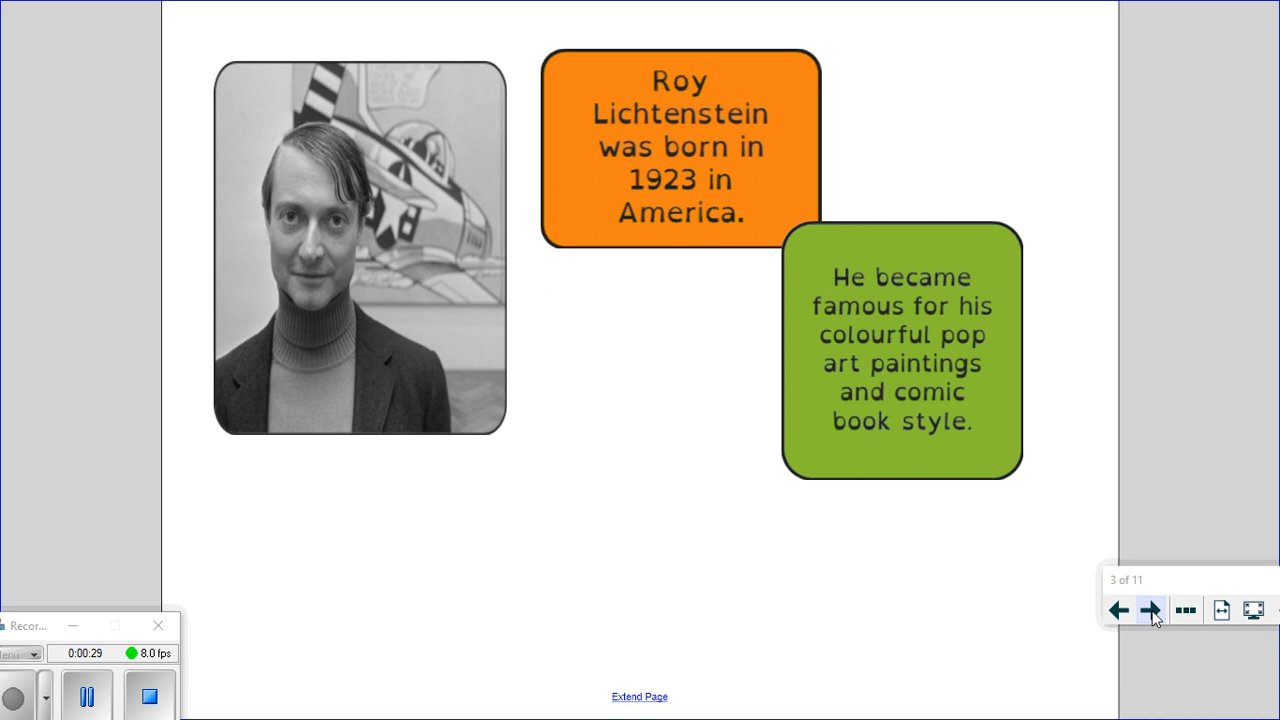 Roy
Lichtenstein
was born in
1923 in
America.
He became
famous for his
colourful pop
art paintings
and comic
book style.
3 of 11
Recor...
0:00:29
8.0 fps
Extend Page